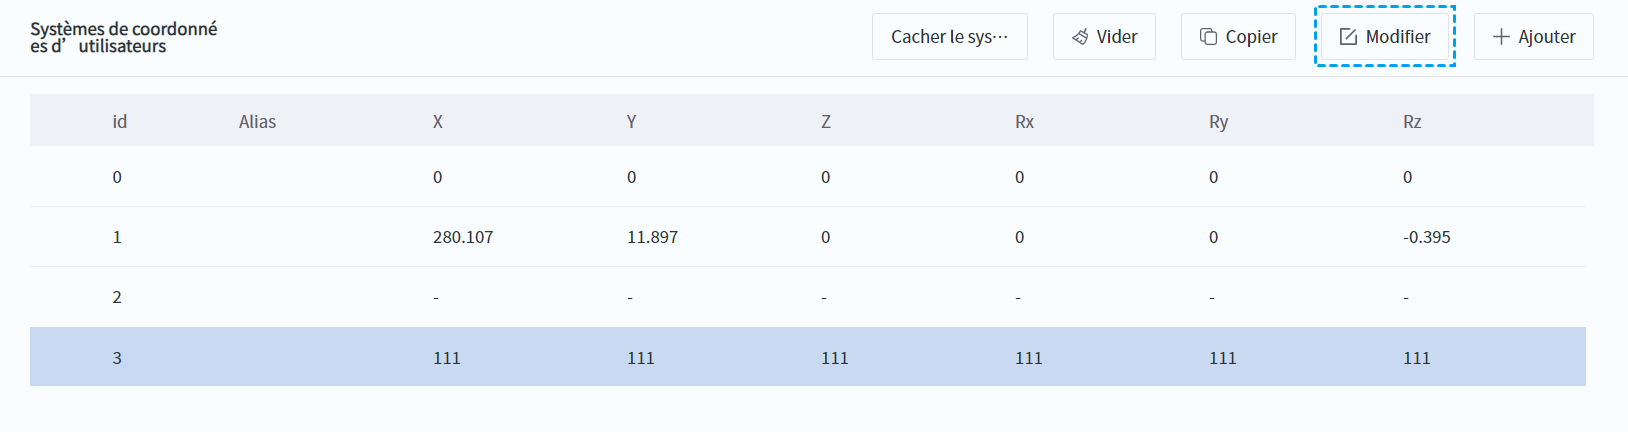 Systèmes de coordonné
es d’utilisateurs
Cacher le sys⋯
Vider
Copier
Modifier
Ajouter
id Alias X Y Z Rx Ry Rz
0 0 0 0 0 0 0
1 280.107 11.897 0 0 0 -0.395
2 - - - - - -
3 111 111 111 111 111 111